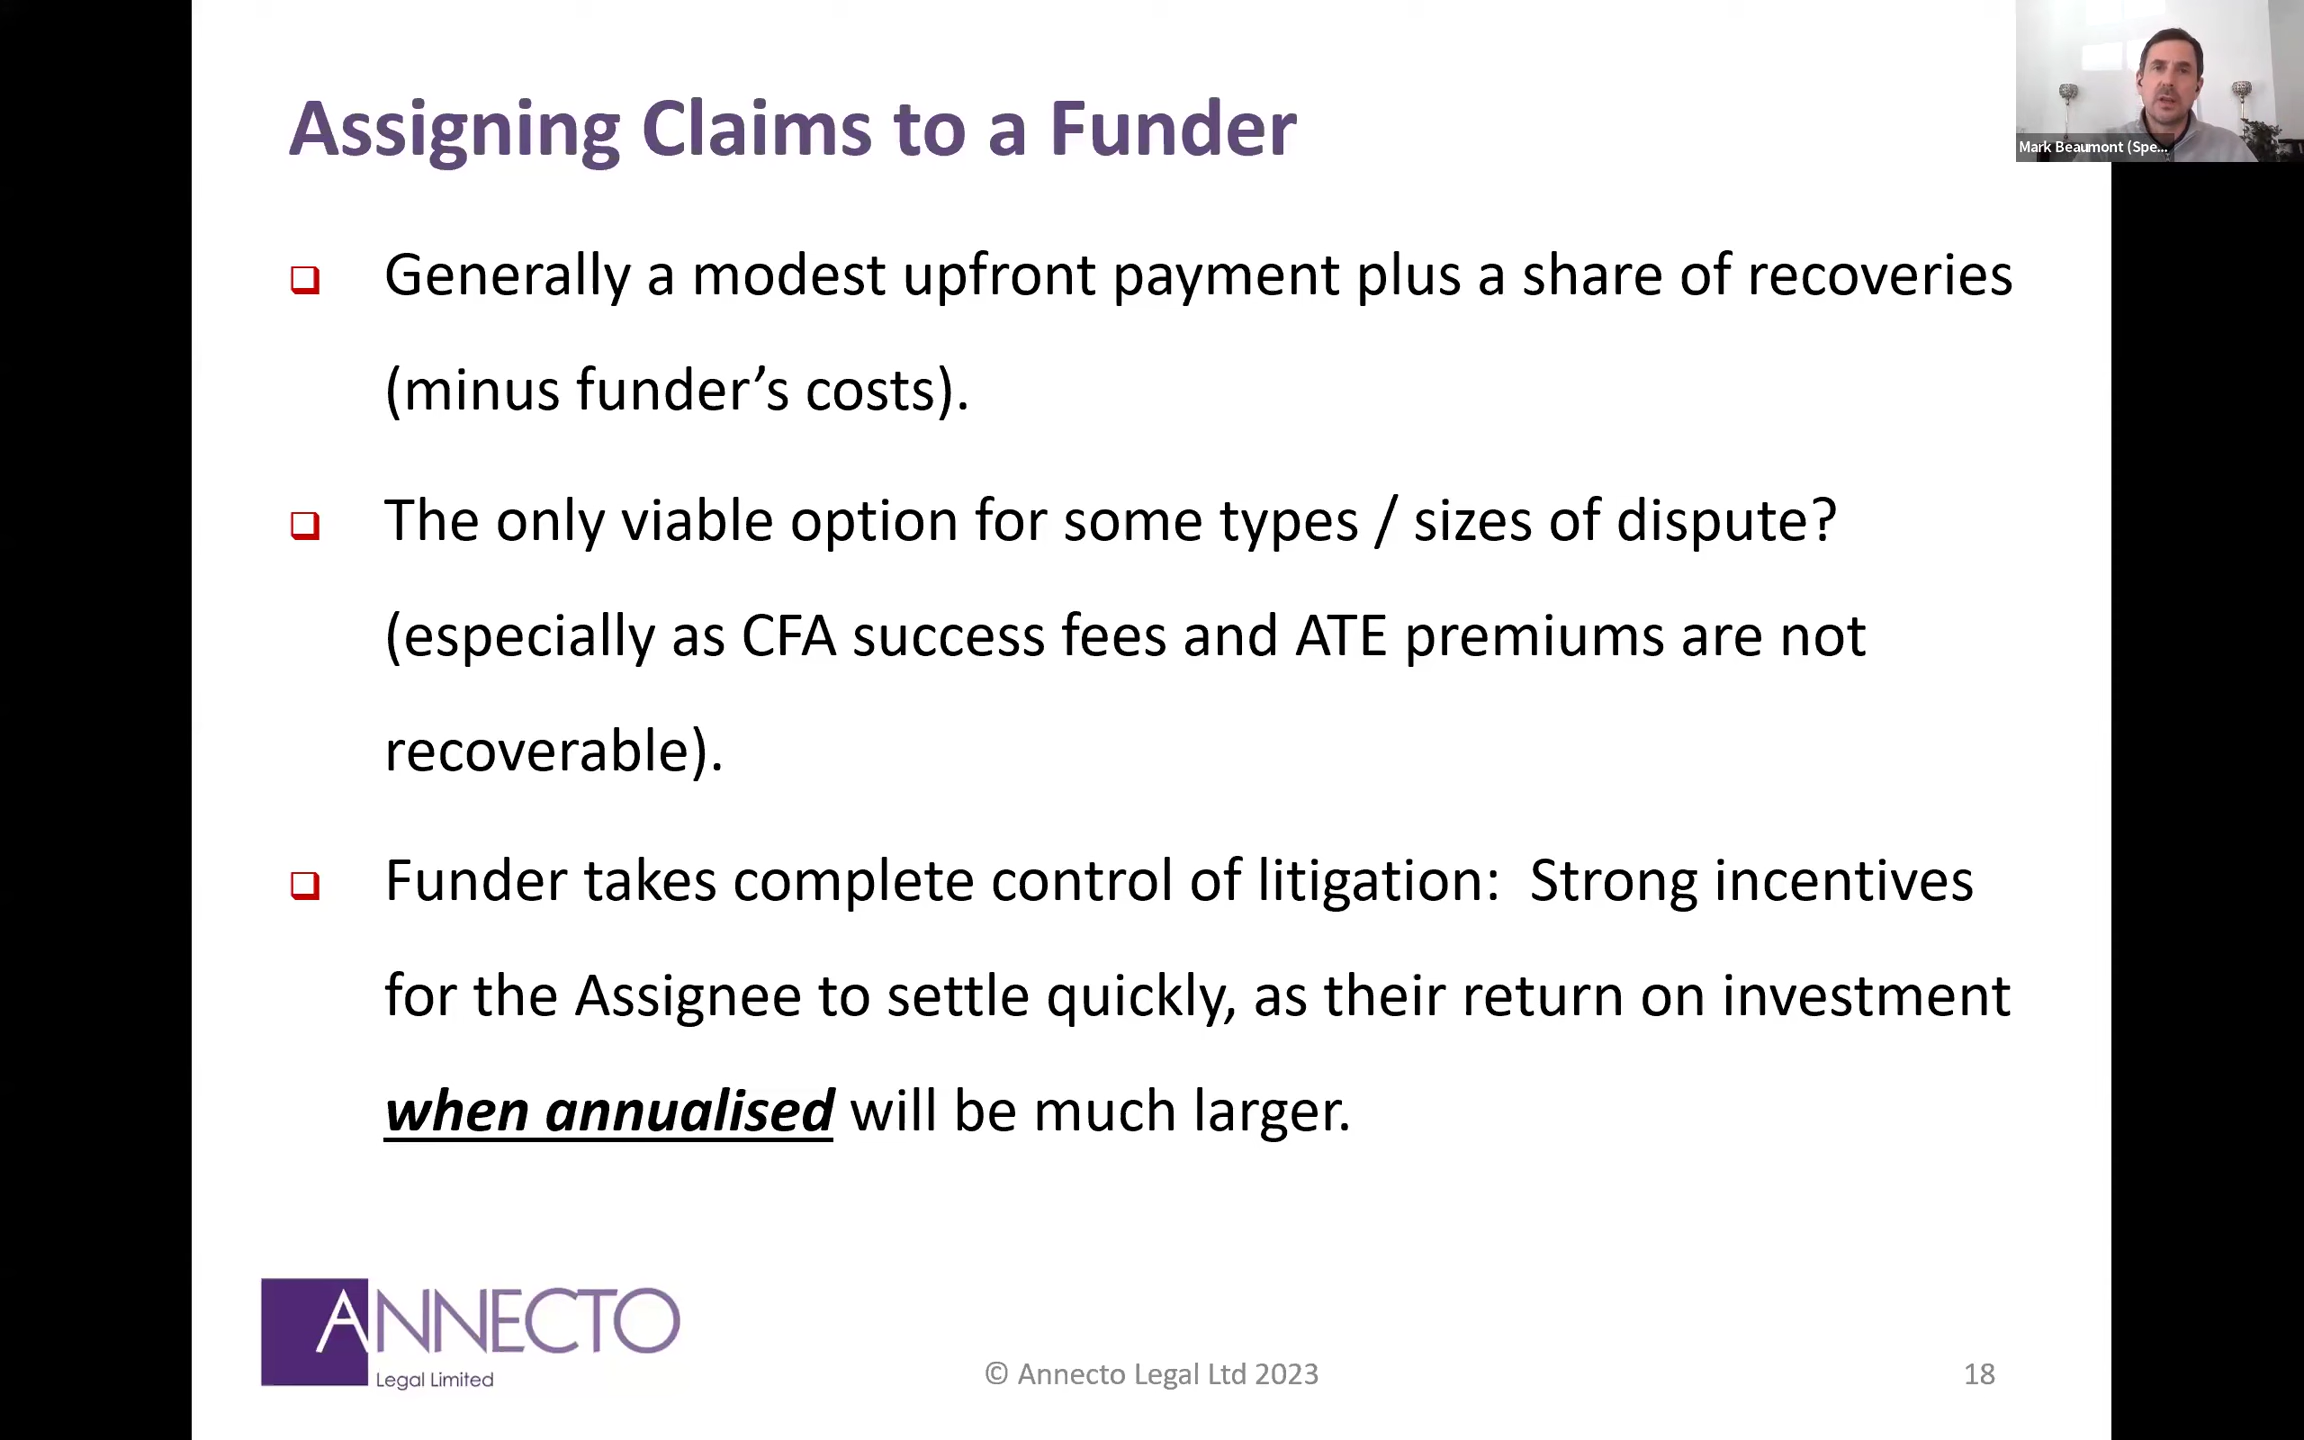 Assigning Claims to a Funder
Mark Beaumont (Spe...
❑ Generally a modest upfront payment plus a share of recoveries
(minus funder’s costs).
❑ The only viable option for some types / sizes of dispute?
(especially as CFA success fees and ATE premiums are not
recoverable).
❑ Funder takes complete control of litigation:  Strong incentives
for the Assignee to settle quickly, as their return on investment
when annualised will be much larger.
ANNECTO
Legal Limited
© Annecto Legal Ltd 2023
18